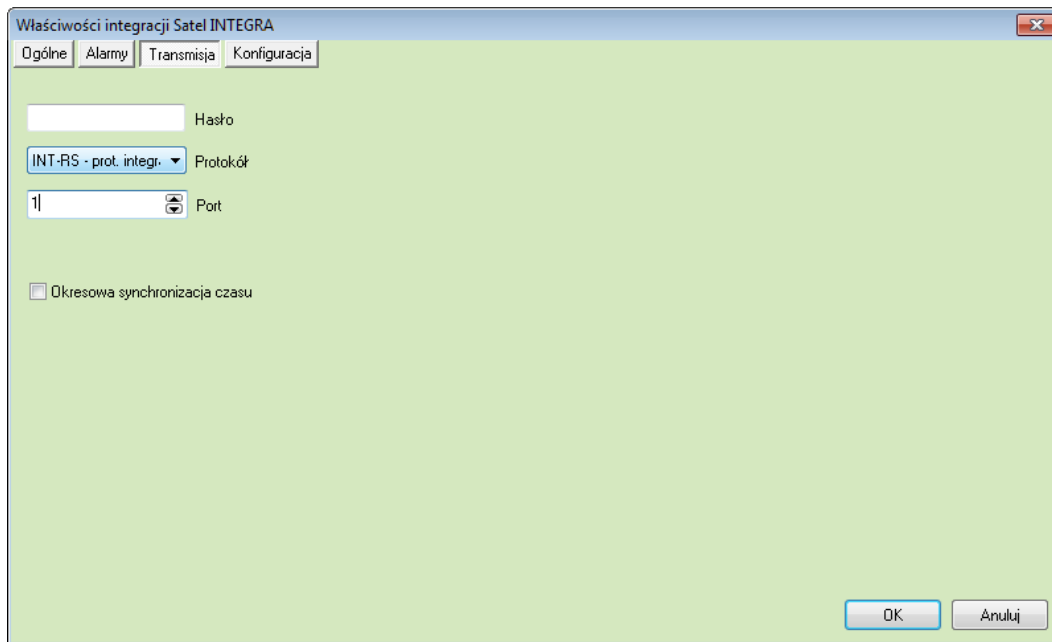 Właściwości integracji Satel INTEGRA
Ogólne Alarmy Transmisja Konfiguracja
Hasło
INT-RS - prot. integr. Protokół
1 Port
Okresowa synchronizacja czasu
OK Anuluj